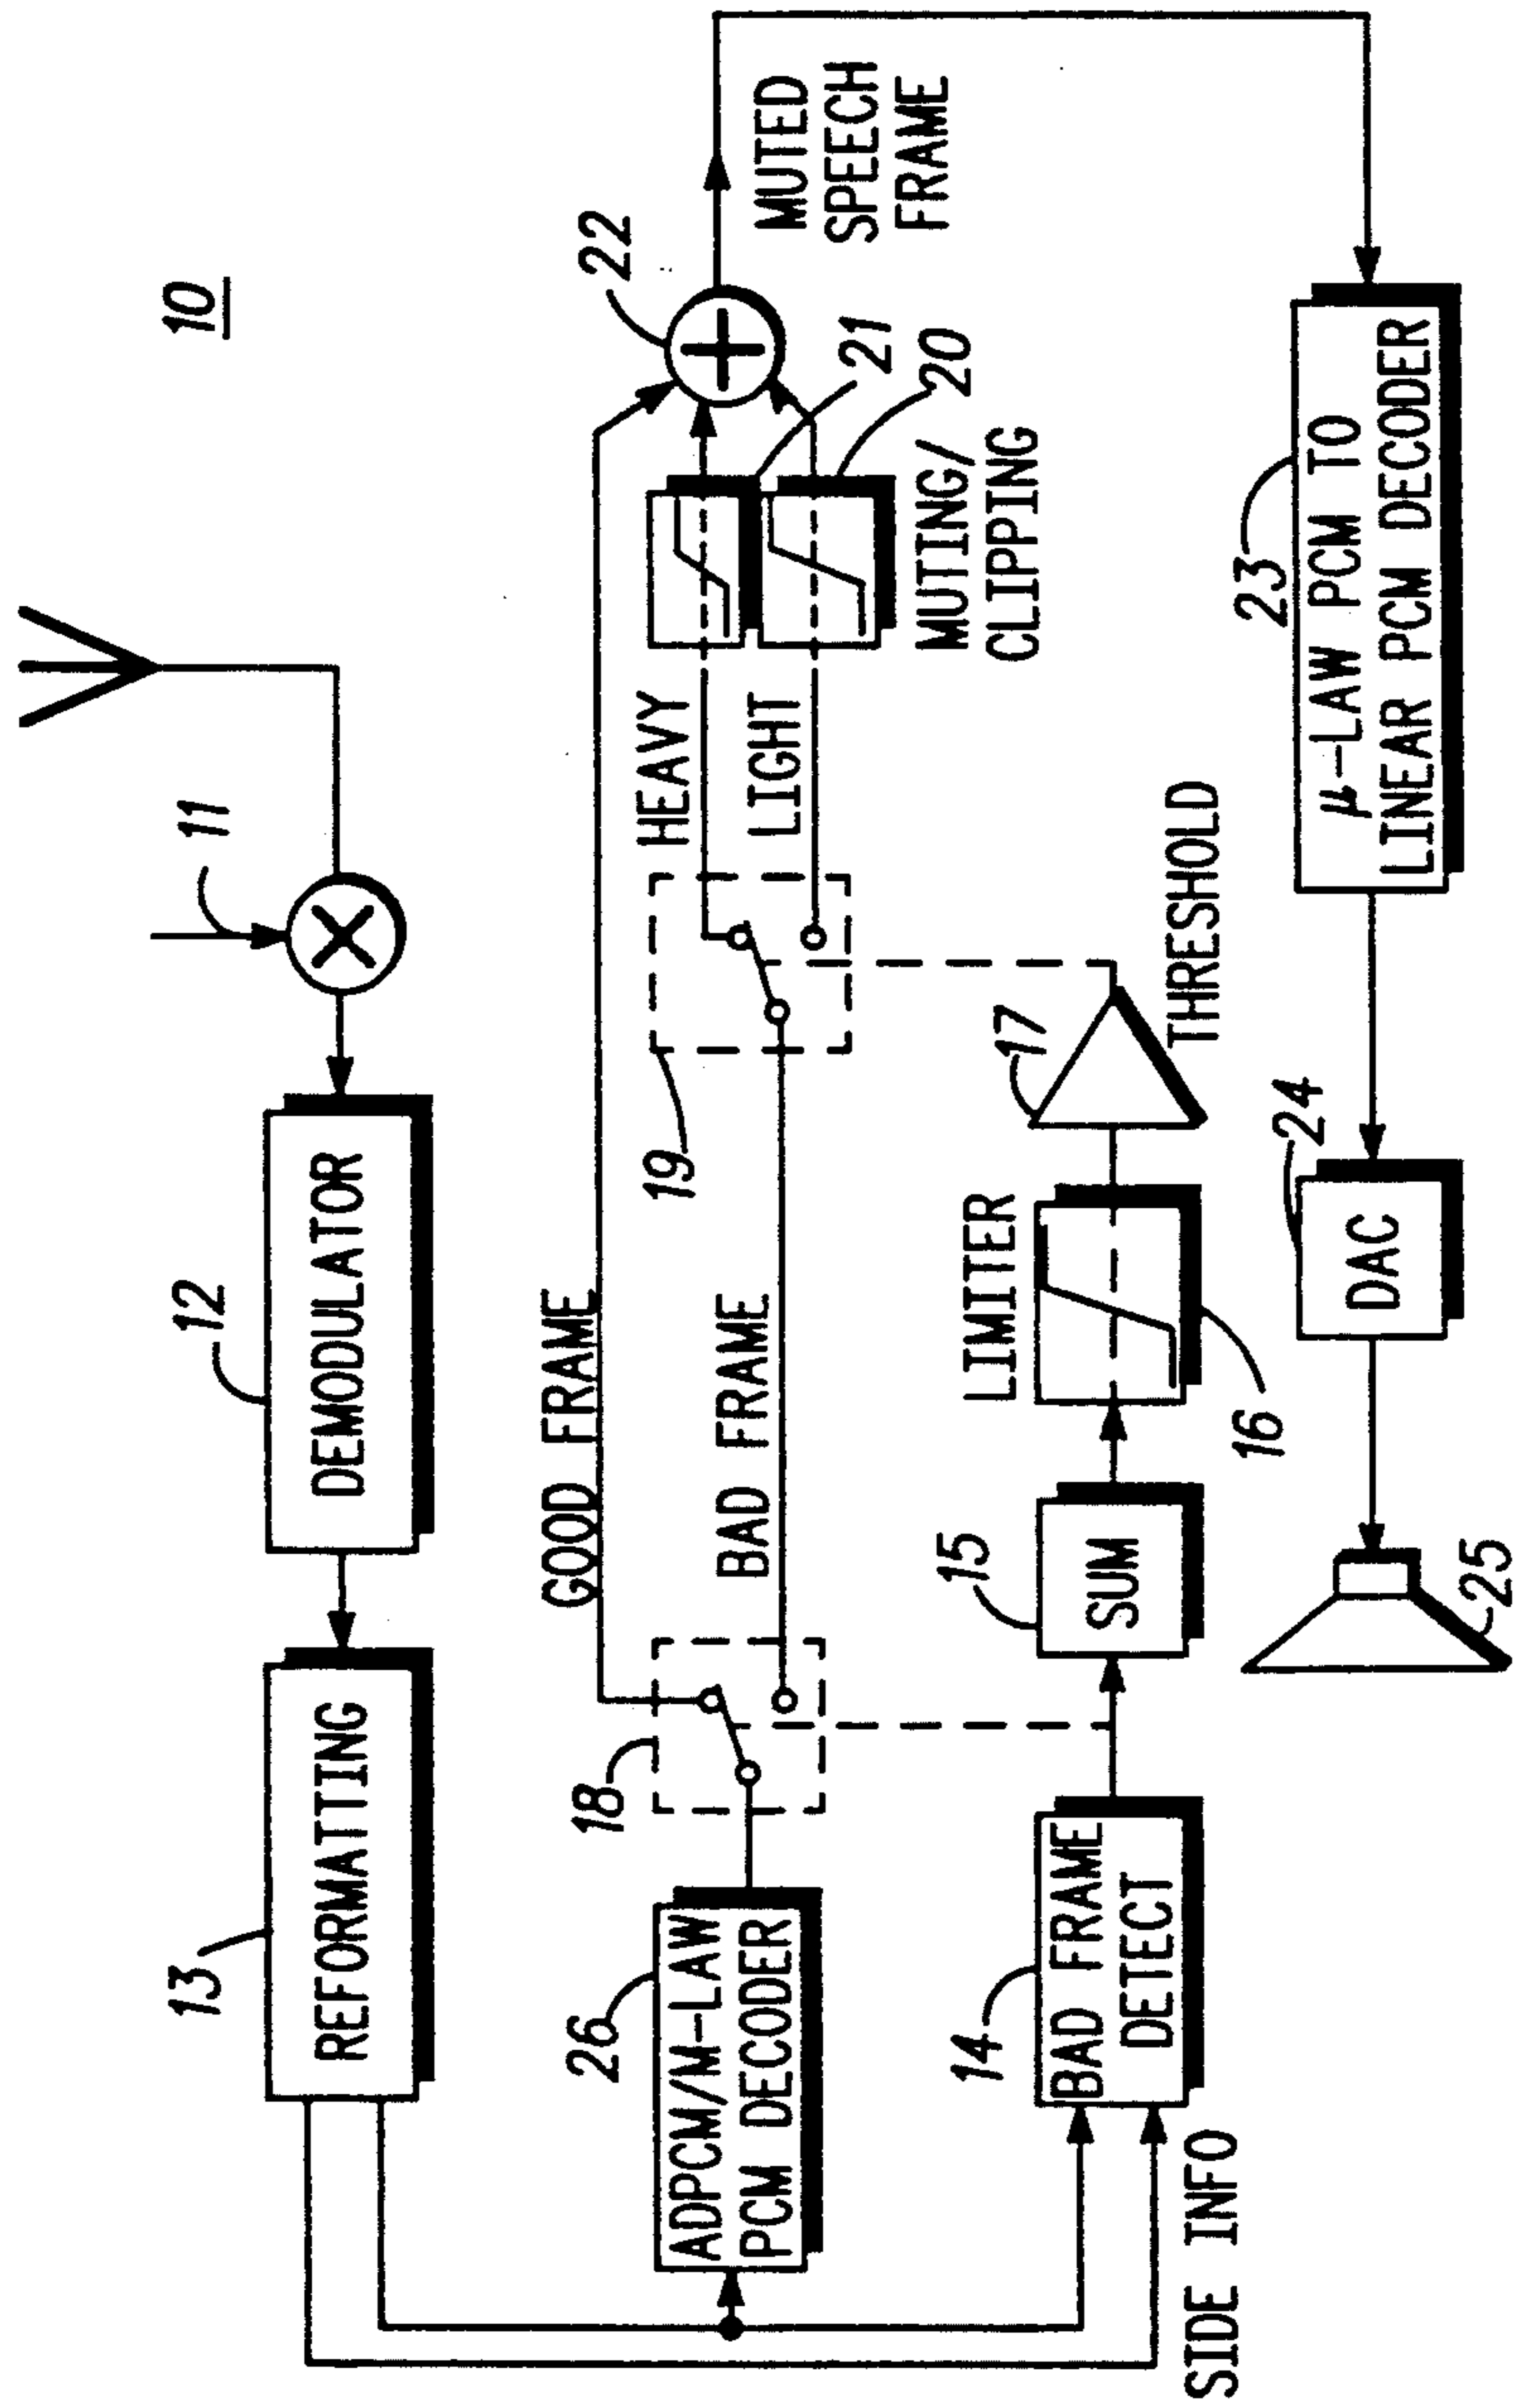 10
11
12
DEMODULATOR
13
REFORMATTING
GOOD FRAME
BAD FRAME
18
19
HEAVY
LIGHT
22
21
20
MUTING/
CLIPPING
MUTED
SPEECH
FRAME
26
ADPCM/M-LAW
PCM DECODER
14
BAD FRAME
DETECT
SIDE INFO
15
SUM
LIMITER
16
17
THRESHOLD
23
μ-LAW PCM TO
LINEAR PCM DECODER
24
DAC
25